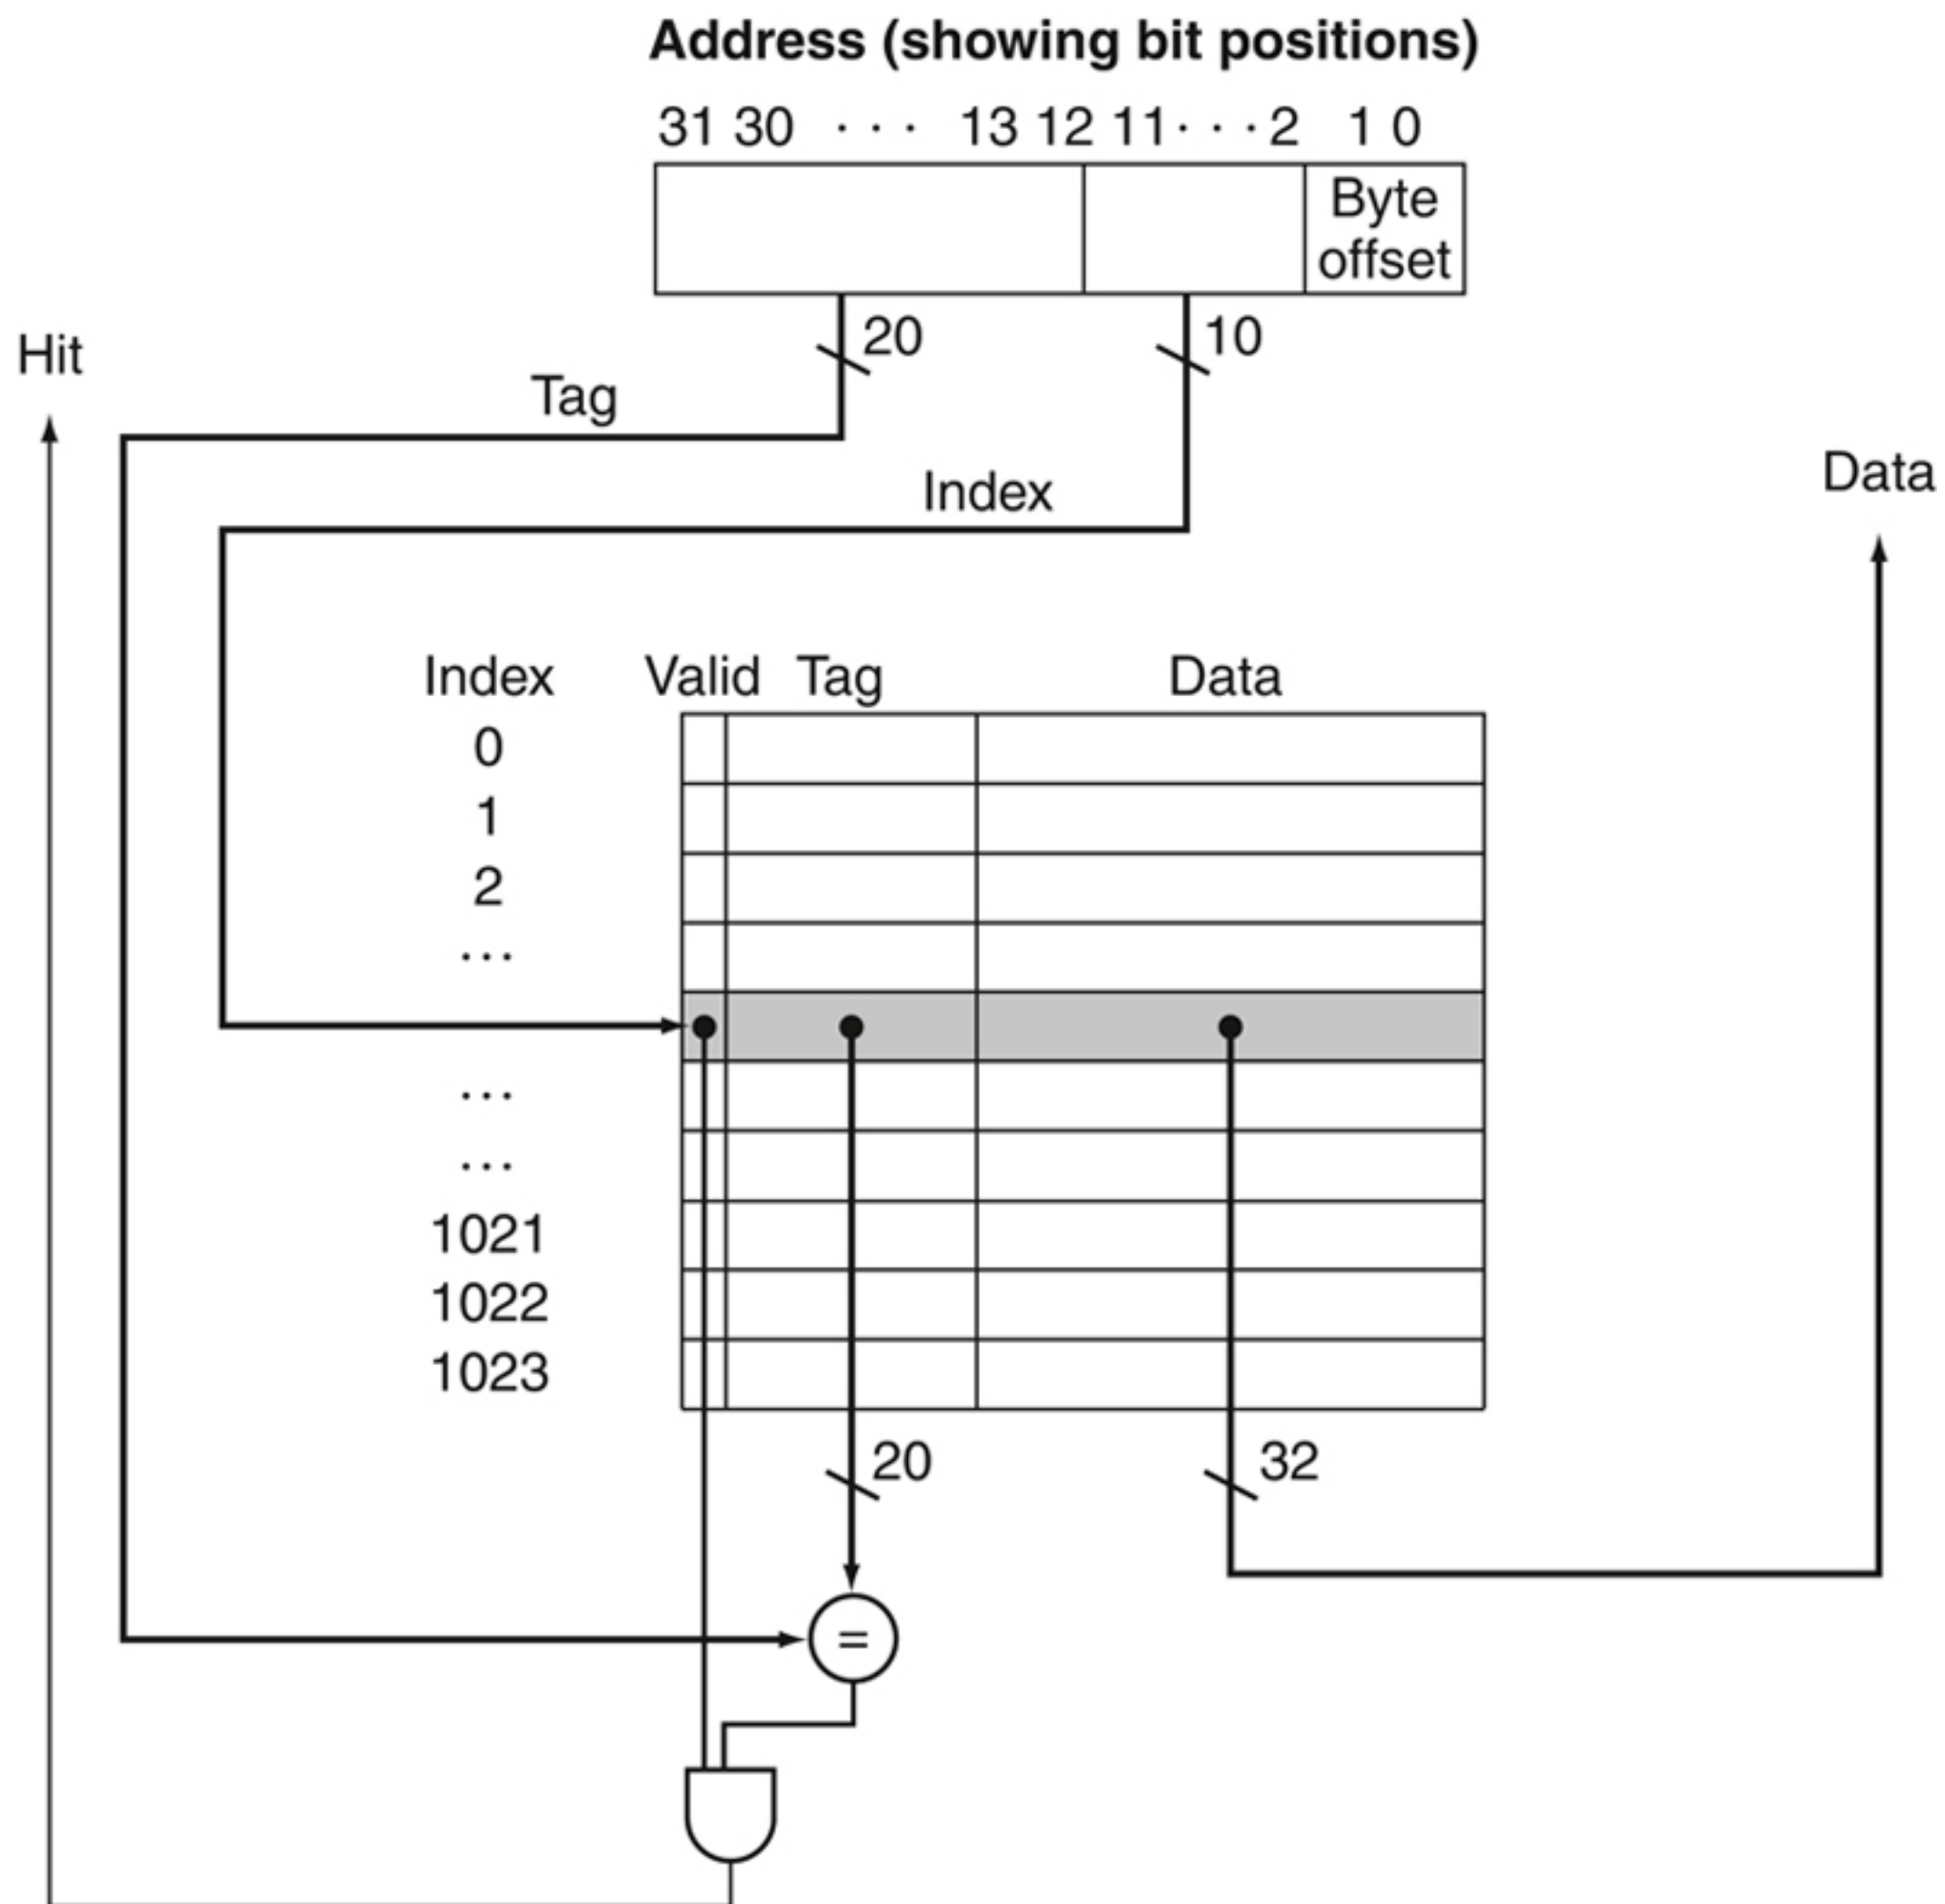 Address (showing bit positions)
31 30 · · · 13 12 11 · · · 2 1 0
Byte
offset
20
10
Hit
Tag
Index
Data
Index Valid Tag Data
0
1
2
...
...
...
1021
1022
1023
20
32
=